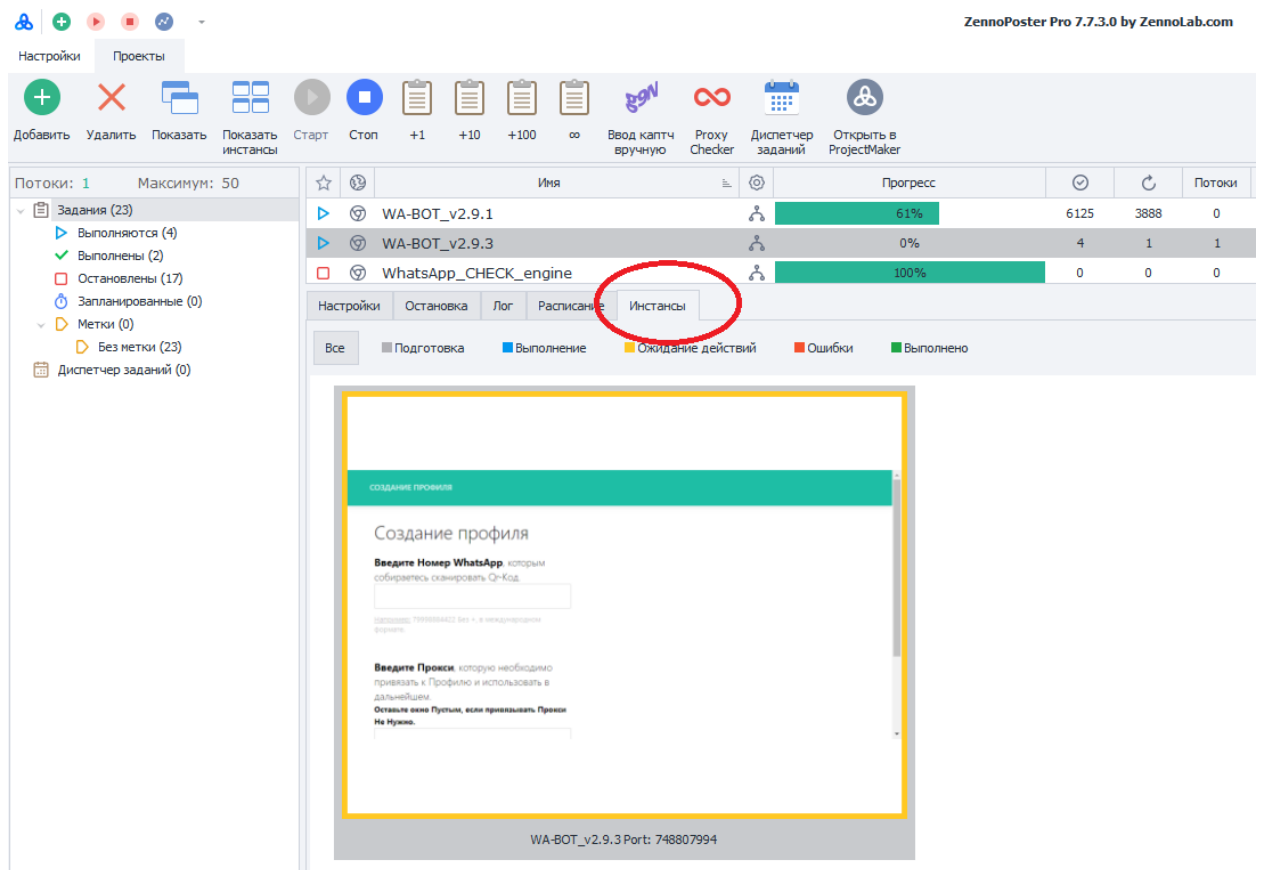 ZennoPoster Pro 7.7.3.0 by ZennoLab.com
Настройки Проекты
Добавить Удалить Показать Показать инстансы Старт Стоп +1 +10 +100 ∞ Ввод каптч вручную Proxy Checker Диспетчер заданий Открыть в ProjectMaker
Потоки: 1 Максимум: 50
Задания (23)
Выполняются (4)
Выполнены (2)
Остановлены (17)
Запланированные (0)
Метки (0)
Без метки (23)
Диспетчер заданий (0)
Имя Прогресс Потоки
WA-BOT_v2.9.1 61% 6125 3888 0
WA-BOT_v2.9.3 0% 4 1 1
WhatsApp_CHECK_engine 100% 0 0 0
Настройки Остановка Лог Расписание Инстансы
Все Подготовка Выполнение Ожидание действий Ошибки Выполнено
СОЗДАНИЕ ПРОФИЛЯ
Создание профиля
Введите Номер WhatsApp, которым
собираетесь сканировать Qr-Код.
Например: 79998884422 Без +, в международном
формате.
Введите Прокси, которую необходимо
привязать к Профилю и использовать в
дальнейшем.
Оставьте окно Пустым, если привязывать Прокси
Не Нужно.
WA-BOT_v2.9.3 Port: 748807994